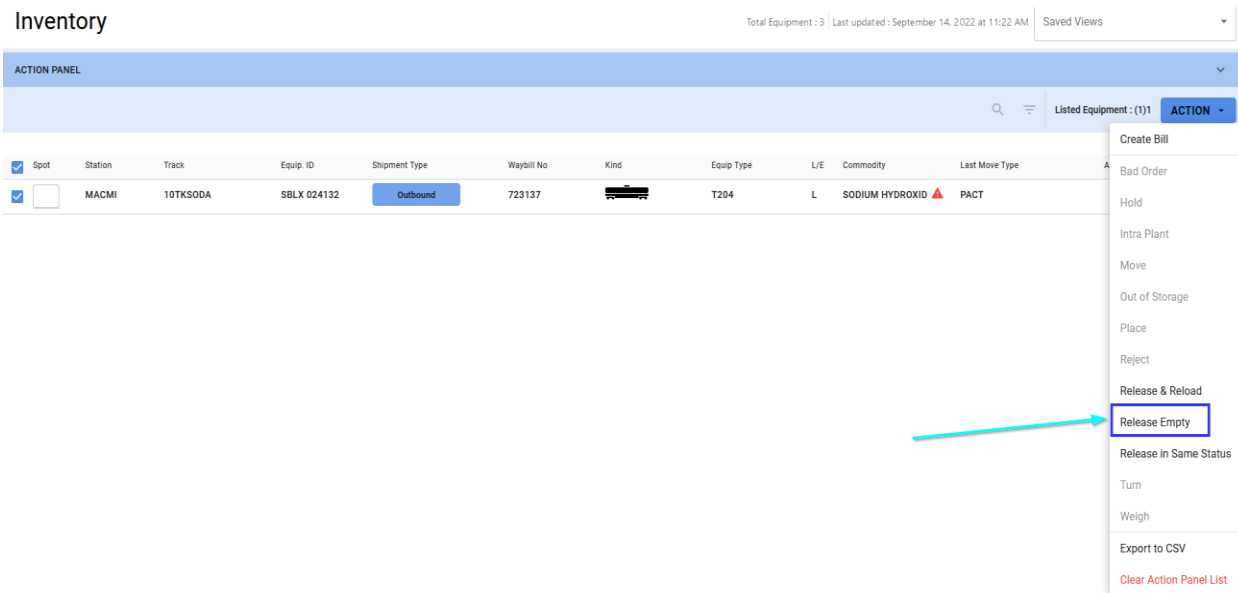 Inventory
Total Equipment : 3 Last updated : September 14, 2022 at 11:22 AM Saved Views
ACTION PANEL
Listed Equipment : (1)1 ACTION
Create Bill
Spot Station Track Equip. ID Shipment Type Waybill No Kind Equip Type L/E Commodity Last Move Type A
Bad Order
MACMI 10TKSODA SBLX 024132 Outbound 723137 T204 L SODIUM HYDROXID PACT
Hold
Intra Plant
Move
Out of Storage
Place
Reject
Release & Reload
Release Empty
Release in Same Status
Turn
Weigh
Export to CSV
Clear Action Panel List